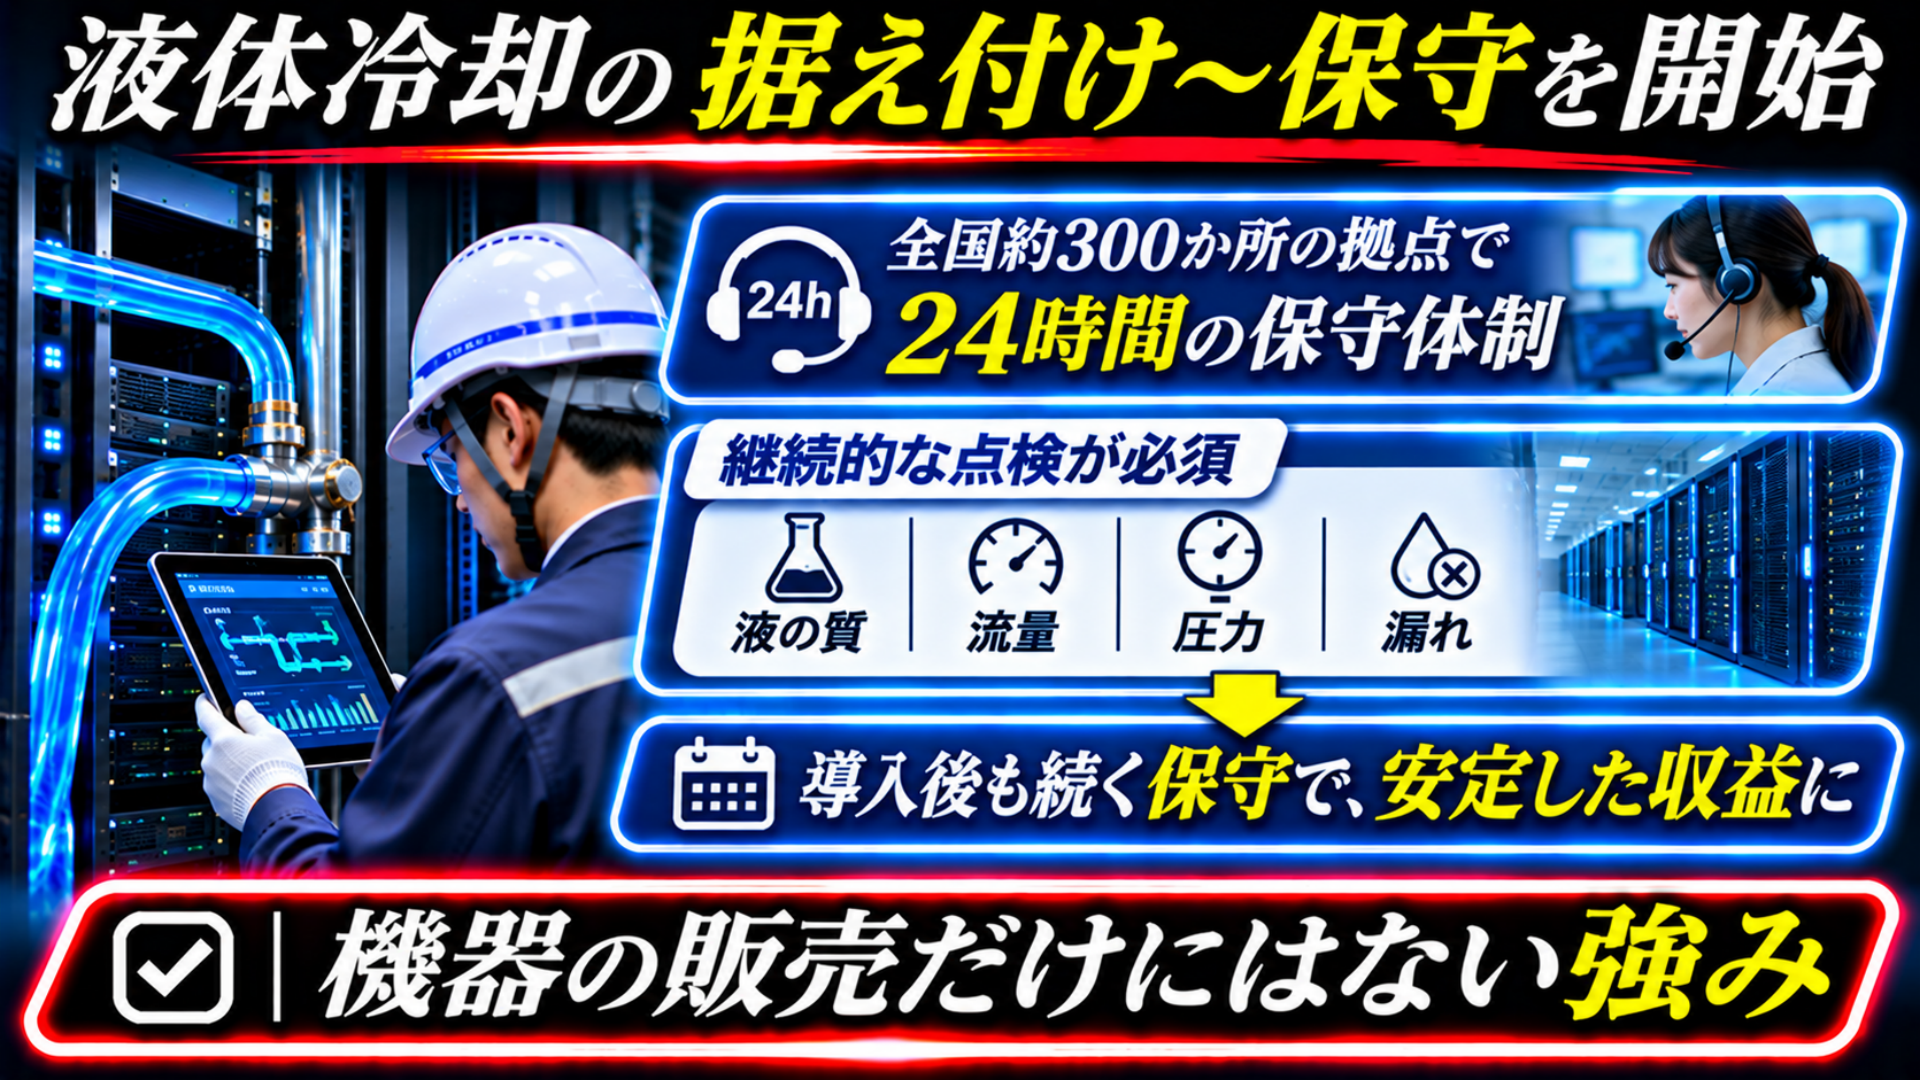 液体冷却の据え付け～保守を開始
24h
全国約300か所の拠点で
24時間の保守体制
継続的な点検が必須
液の質
流量
圧力
漏れ
導入後も続く保守で、安定した収益に
機器の販売だけにはない強み